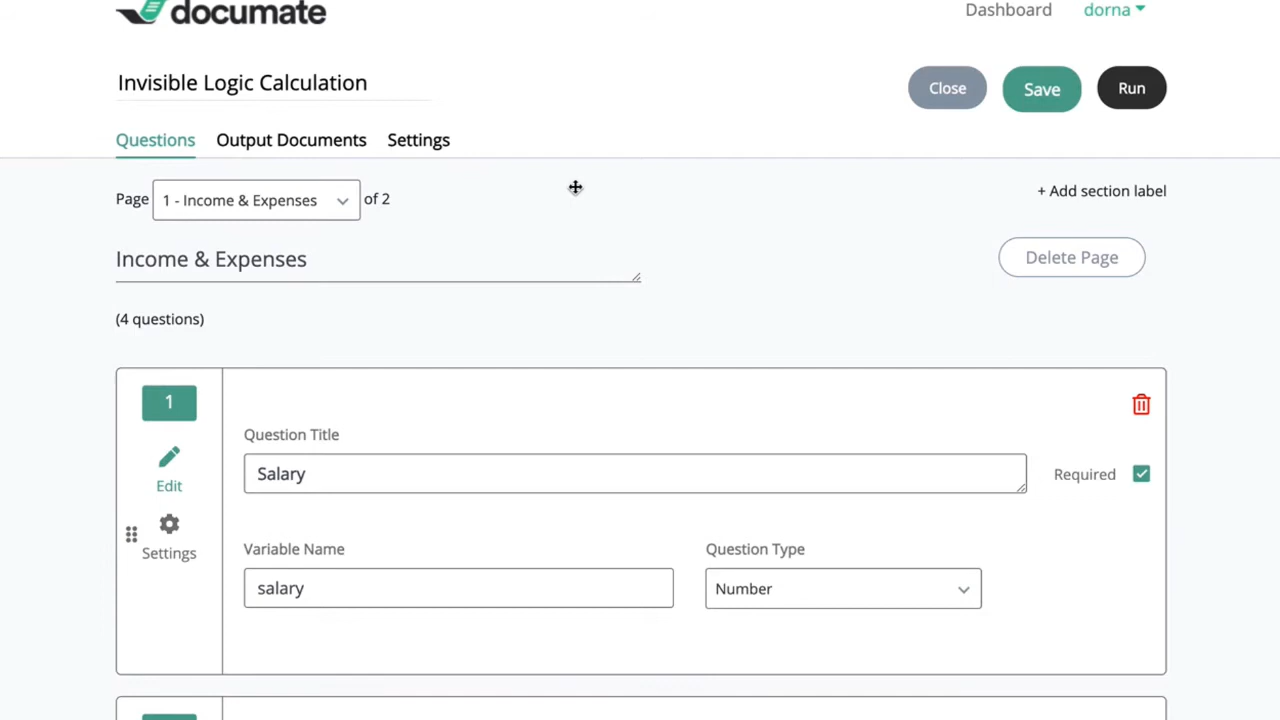 documate
Dashboard
dorna
Invisible Logic Calculation
Close
Save
Run
Questions
Output Documents
Settings
Page
1 - Income & Expenses
of 2
+ Add section label
Income & Expenses
Delete Page
(4 questions)
1
Edit
Settings
Question Title
Salary
Required
Variable Name
Question Type
salary
Number